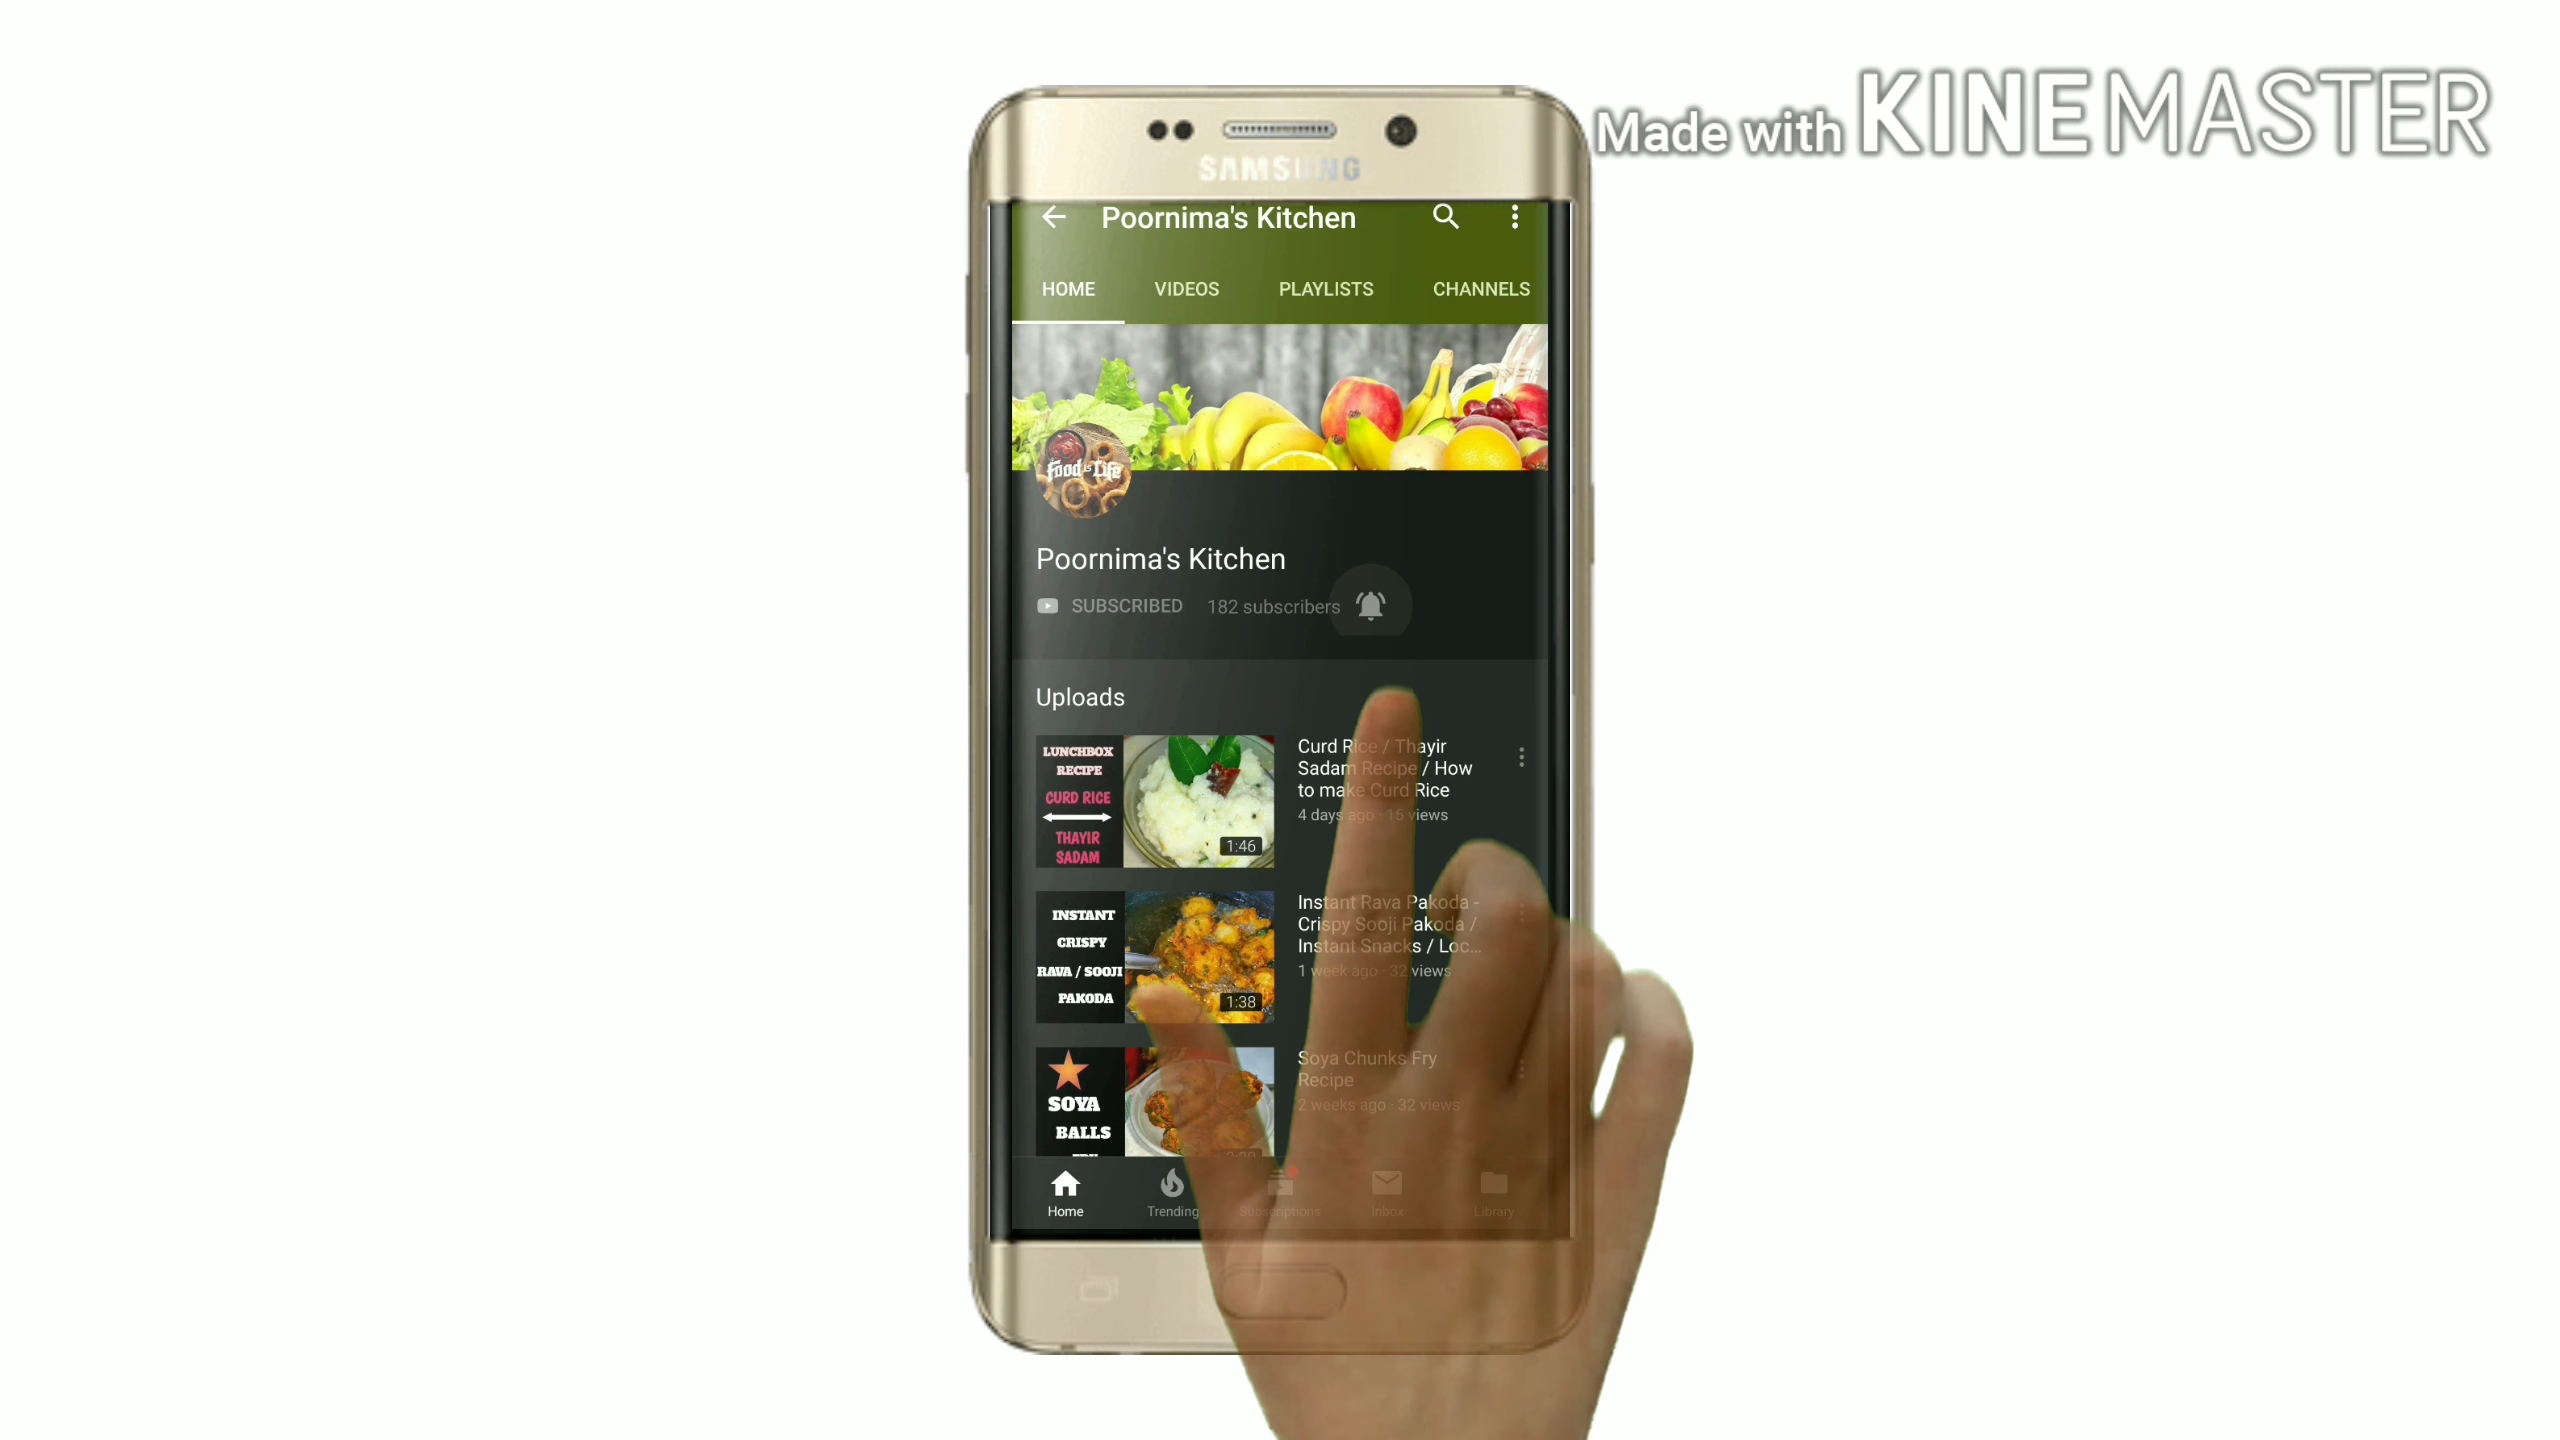 Made with KINEMASTER
SAMSUNG
Poornima's Kitchen
HOME VIDEOS PLAYLISTS CHANNELS
Food is Life
Poornima's Kitchen
SUBSCRIBED 182 subscribers
Uploads
LUNCHBOX
RECIPE
CURD RICE
THAYIR
SADAM
1:46
Curd Rice / Thayir
Sadam Recipe / How
to make Curd Rice
4 days ago · 15 views
INSTANT
CRISPY
RAVA / SOOJI
PAKODA
1:38
Instant Rava Pakoda -
Crispy Sooji Pakoda /
Instant Snacks / Loc...
1 week ago · 32 views
SOYA
BALLS
Soya Chunks Fry
Recipe
2 weeks ago · 32 views
Home Trending Subscriptions Inbox Library